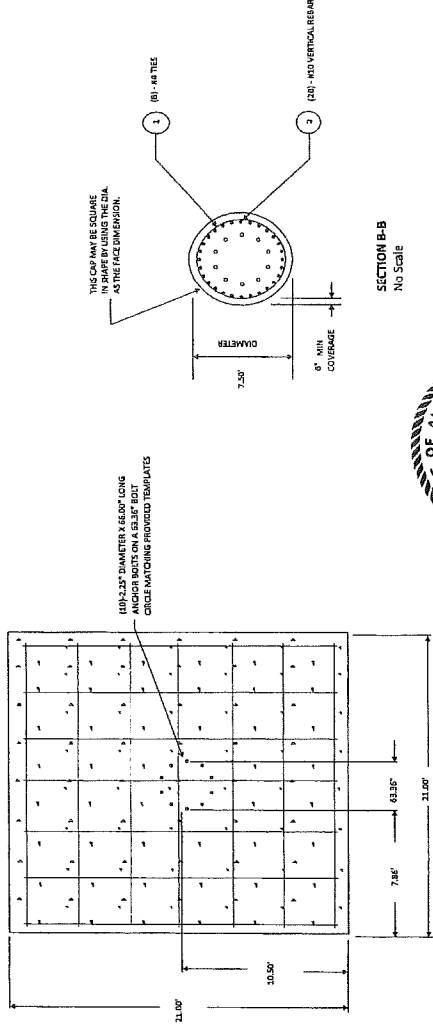 THIS CAP MAY BE SQUARE
IN SHAPE BY USING THE DIA.
AS THE FACE DIMENSION.
1
(8) - #4 TIES
DIAMETER
7.50'
6" MIN
COVERAGE
(20) - #10 VERTICAL REBAR
SECTION B-B
No Scale
OF
(10)-2.25" DIAMETER X 66.00" LONG
ANCHOR BOLTS ON A 63.36" BOLT
CIRCLE MATCHING PROVIDED TEMPLATES
21.00'
10.50'
7.86'
63.36"
21.00'